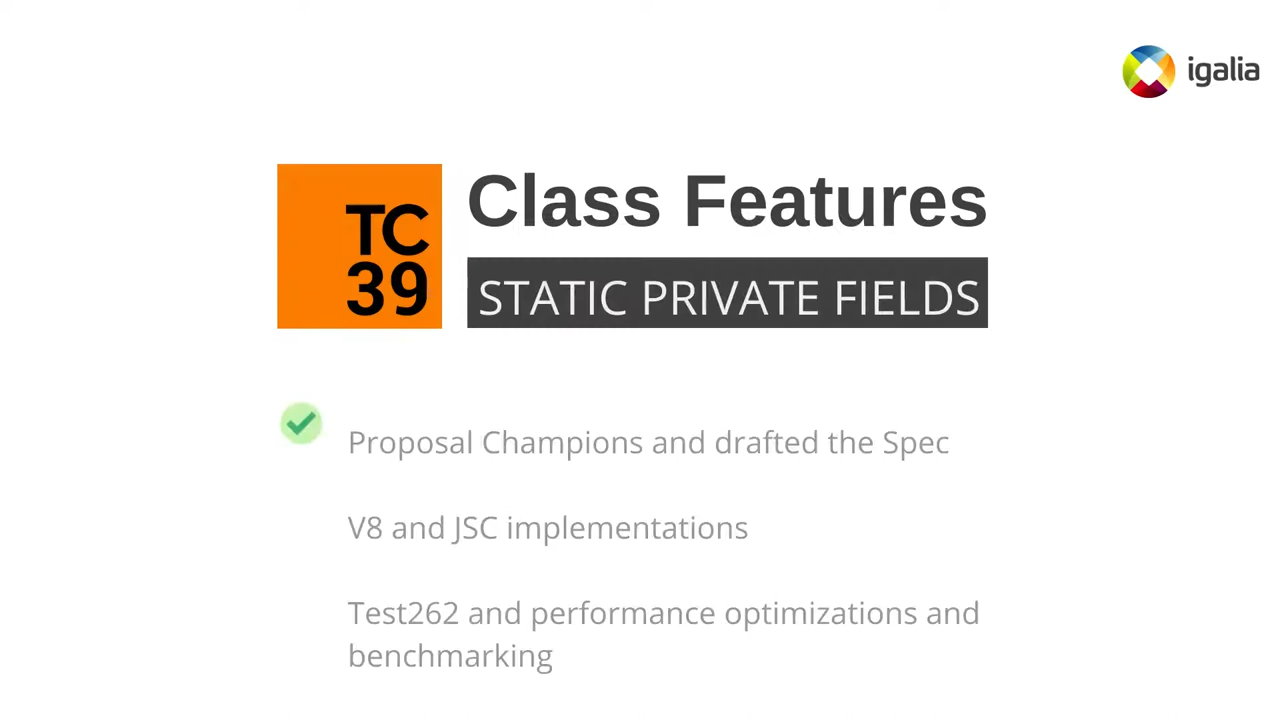 igalia
TC
39
Class Features
STATIC PRIVATE FIELDS
Proposal Champions and drafted the Spec
V8 and JSC implementations
Test262 and performance optimizations and
benchmarking